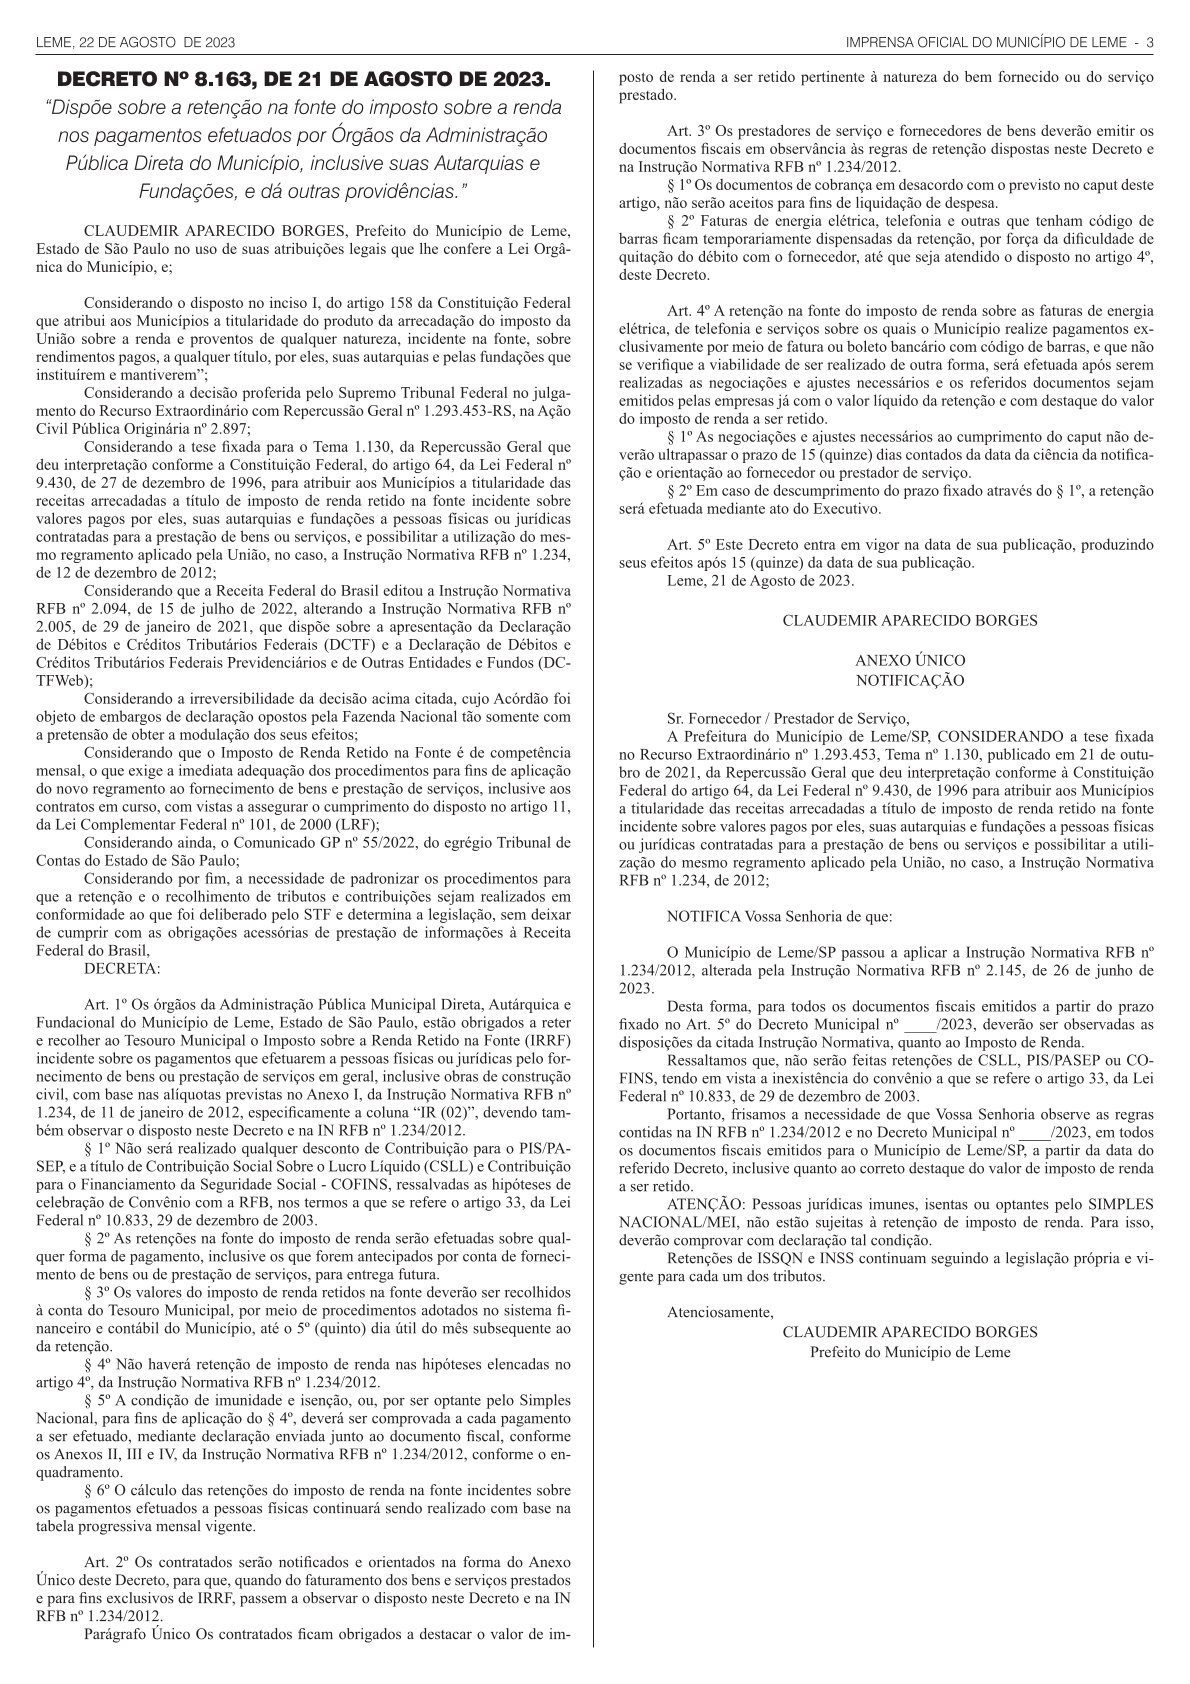 LEME, 22 DE AGOSTO  DE 2023
IMPRENSA OFICIAL DO MUNICÍPIO DE LEME  -  3
DECRETO Nº 8.163, DE 21 DE AGOSTO DE 2023.
“Dispõe sobre a retenção na fonte do imposto sobre a renda
nos pagamentos efetuados por Órgãos da Administração
Pública Direta do Município, inclusive suas Autarquias e
Fundações, e dá outras providências.”
CLAUDEMIR APARECIDO BORGES, Prefeito do Município de Leme,
Estado de São Paulo no uso de suas atribuições legais que lhe confere a Lei Orgâ-
nica do Município, e;
Considerando o disposto no inciso I, do artigo 158 da Constituição Federal
que atribui aos Municípios a titularidade do produto da arrecadação do imposto da
União sobre a renda e proventos de qualquer natureza, incidente na fonte, sobre
rendimentos pagos, a qualquer título, por eles, suas autarquias e pelas fundações que
instituírem e mantiverem”;
Considerando a decisão proferida pelo Supremo Tribunal Federal no julga-
mento do Recurso Extraordinário com Repercussão Geral nº 1.293.453-RS, na Ação
Civil Pública Originária nº 2.897;
Considerando a tese fixada para o Tema 1.130, da Repercussão Geral que
deu interpretação conforme a Constituição Federal, do artigo 64, da Lei Federal nº
9.430, de 27 de dezembro de 1996, para atribuir aos Municípios a titularidade das
receitas arrecadadas a título de imposto de renda retido na fonte incidente sobre
valores pagos por eles, suas autarquias e fundações a pessoas físicas ou jurídicas
contratadas para a prestação de bens ou serviços, e possibilitar a utilização do mes-
mo regramento aplicado pela União, no caso, a Instrução Normativa RFB nº 1.234,
de 12 de dezembro de 2012;
Considerando que a Receita Federal do Brasil editou a Instrução Normativa
RFB nº 2.094, de 15 de julho de 2022, alterando a Instrução Normativa RFB nº
2.005, de 29 de janeiro de 2021, que dispõe sobre a apresentação da Declaração
de Débitos e Créditos Tributários Federais (DCTF) e a Declaração de Débitos e
Créditos Tributários Federais Previdenciários e de Outras Entidades e Fundos (DC-
TFWeb);
Considerando a irreversibilidade da decisão acima citada, cujo Acórdão foi
objeto de embargos de declaração opostos pela Fazenda Nacional tão somente com
a pretensão de obter a modulação dos seus efeitos;
Considerando que o Imposto de Renda Retido na Fonte é de competência
mensal, o que exige a imediata adequação dos procedimentos para fins de aplicação
do novo regramento ao fornecimento de bens e prestação de serviços, inclusive aos
contratos em curso, com vistas a assegurar o cumprimento do disposto no artigo 11,
da Lei Complementar Federal nº 101, de 2000 (LRF);
Considerando ainda, o Comunicado GP nº 55/2022, do egrégio Tribunal de
Contas do Estado de São Paulo;
Considerando por fim, a necessidade de padronizar os procedimentos para
que a retenção e o recolhimento de tributos e contribuições sejam realizados em
conformidade ao que foi deliberado pelo STF e determina a legislação, sem deixar
de cumprir com as obrigações acessórias de prestação de informações à Receita
Federal do Brasil,
DECRETA:
Art. 1º Os órgãos da Administração Pública Municipal Direta, Autárquica e
Fundacional do Município de Leme, Estado de São Paulo, estão obrigados a reter
e recolher ao Tesouro Municipal o Imposto sobre a Renda Retido na Fonte (IRRF)
incidente sobre os pagamentos que efetuarem a pessoas físicas ou jurídicas pelo for-
necimento de bens ou prestação de serviços em geral, inclusive obras de construção
civil, com base nas alíquotas previstas no Anexo I, da Instrução Normativa RFB nº
1.234, de 11 de janeiro de 2012, especificamente a coluna “IR (02)”, devendo tam-
bém observar o disposto neste Decreto e na IN RFB nº 1.234/2012.
§ 1º Não será realizado qualquer desconto de Contribuição para o PIS/PA-
SEP, e a título de Contribuição Social Sobre o Lucro Líquido (CSLL) e Contribuição
para o Financiamento da Seguridade Social - COFINS, ressalvadas as hipóteses de
celebração de Convênio com a RFB, nos termos a que se refere o artigo 33, da Lei
Federal nº 10.833, 29 de dezembro de 2003.
§ 2º As retenções na fonte do imposto de renda serão efetuadas sobre qual-
quer forma de pagamento, inclusive os que forem antecipados por conta de forneci-
mento de bens ou de prestação de serviços, para entrega futura.
§ 3º Os valores do imposto de renda retidos na fonte deverão ser recolhidos
à conta do Tesouro Municipal, por meio de procedimentos adotados no sistema fi-
nanceiro e contábil do Município, até o 5º (quinto) dia útil do mês subsequente ao
da retenção.
§ 4º Não haverá retenção de imposto de renda nas hipóteses elencadas no
artigo 4º, da Instrução Normativa RFB nº 1.234/2012.
§ 5º A condição de imunidade e isenção, ou, por ser optante pelo Simples
Nacional, para fins de aplicação do § 4º, deverá ser comprovada a cada pagamento
a ser efetuado, mediante declaração enviada junto ao documento fiscal, conforme
os Anexos II, III e IV, da Instrução Normativa RFB nº 1.234/2012, conforme o en-
quadramento.
§ 6º O cálculo das retenções do imposto de renda na fonte incidentes sobre
os pagamentos efetuados a pessoas físicas continuará sendo realizado com base na
tabela progressiva mensal vigente.
Art. 2º Os contratados serão notificados e orientados na forma do Anexo
Único deste Decreto, para que, quando do faturamento dos bens e serviços prestados
e para fins exclusivos de IRRF, passem a observar o disposto neste Decreto e na IN
RFB nº 1.234/2012.
Parágrafo Único Os contratados ficam obrigados a destacar o valor de im-
posto de renda a ser retido pertinente à natureza do bem fornecido ou do serviço
prestado.
Art. 3º Os prestadores de serviço e fornecedores de bens deverão emitir os
documentos fiscais em observância às regras de retenção dispostas neste Decreto e
na Instrução Normativa RFB nº 1.234/2012.
§ 1º Os documentos de cobrança em desacordo com o previsto no caput deste
artigo, não serão aceitos para fins de liquidação de despesa.
§ 2º Faturas de energia elétrica, telefonia e outras que tenham código de
barras ficam temporariamente dispensadas da retenção, por força da dificuldade de
quitação do débito com o fornecedor, até que seja atendido o disposto no artigo 4º,
deste Decreto.
Art. 4º A retenção na fonte do imposto de renda sobre as faturas de energia
elétrica, de telefonia e serviços sobre os quais o Município realize pagamentos ex-
clusivamente por meio de fatura ou boleto bancário com código de barras, e que não
se verifique a viabilidade de ser realizado de outra forma, será efetuada após serem
realizadas as negociações e ajustes necessários e os referidos documentos sejam
emitidos pelas empresas já com o valor líquido da retenção e com destaque do valor
do imposto de renda a ser retido.
§ 1º As negociações e ajustes necessários ao cumprimento do caput não de-
verão ultrapassar o prazo de 15 (quinze) dias contados da data da ciência da notifica-
ção e orientação ao fornecedor ou prestador de serviço.
§ 2º Em caso de descumprimento do prazo fixado através do § 1º, a retenção
será efetuada mediante ato do Executivo.
Art. 5º Este Decreto entra em vigor na data de sua publicação, produzindo
seus efeitos após 15 (quinze) da data de sua publicação.
Leme, 21 de Agosto de 2023.
CLAUDEMIR APARECIDO BORGES
ANEXO ÚNICO
NOTIFICAÇÃO
Sr. Fornecedor / Prestador de Serviço,
A Prefeitura do Município de Leme/SP, CONSIDERANDO a tese fixada
no Recurso Extraordinário nº 1.293.453, Tema nº 1.130, publicado em 21 de outu-
bro de 2021, da Repercussão Geral que deu interpretação conforme à Constituição
Federal do artigo 64, da Lei Federal nº 9.430, de 1996 para atribuir aos Municípios
a titularidade das receitas arrecadadas a título de imposto de renda retido na fonte
incidente sobre valores pagos por eles, suas autarquias e fundações a pessoas físicas
ou jurídicas contratadas para a prestação de bens ou serviços e possibilitar a utili-
zação do mesmo regramento aplicado pela União, no caso, a Instrução Normativa
RFB nº 1.234, de 2012;
NOTIFICA Vossa Senhoria de que:
O Município de Leme/SP passou a aplicar a Instrução Normativa RFB nº
1.234/2012, alterada pela Instrução Normativa RFB nº 2.145, de 26 de junho de
2023.
Desta forma, para todos os documentos fiscais emitidos a partir do prazo
fixado no Art. 5º do Decreto Municipal nº ____/2023, deverão ser observadas as
disposições da citada Instrução Normativa, quanto ao Imposto de Renda.
Ressaltamos que, não serão feitas retenções de CSLL, PIS/PASEP ou CO-
FINS, tendo em vista a inexistência do convênio a que se refere o artigo 33, da Lei
Federal nº 10.833, de 29 de dezembro de 2003.
Portanto, frisamos a necessidade de que Vossa Senhoria observe as regras
contidas na IN RFB nº 1.234/2012 e no Decreto Municipal nº ____/2023, em todos
os documentos fiscais emitidos para o Município de Leme/SP, a partir da data do
referido Decreto, inclusive quanto ao correto destaque do valor de imposto de renda
a ser retido.
ATENÇÃO: Pessoas jurídicas imunes, isentas ou optantes pelo SIMPLES
NACIONAL/MEI, não estão sujeitas à retenção de imposto de renda. Para isso,
deverão comprovar com declaração tal condição.
Retenções de ISSQN e INSS continuam seguindo a legislação própria e vi-
gente para cada um dos tributos.
Atenciosamente,
CLAUDEMIR APARECIDO BORGES
Prefeito do Município de Leme